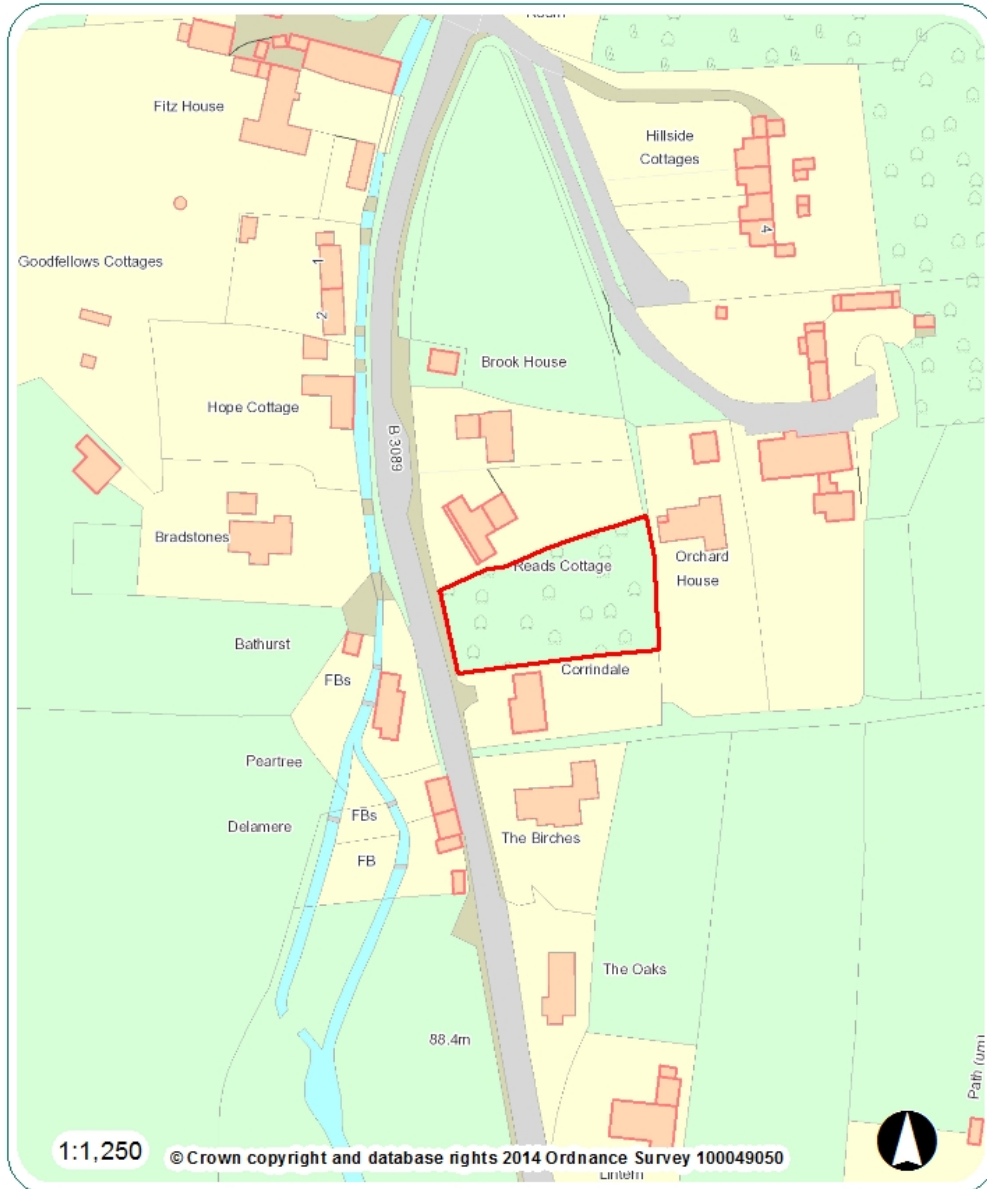 Fitz House
Hillside
Cottages
4
Goodfellows Cottages
1
2
Brook House
Hope Cottage
B 3089
Bradstones
Reads Cottage
Orchard
House
Bathurst
Corrindale
FBs
Peartree
Delamere
FBs
The Birches
FB
The Oaks
88.4m
Path (um)
1:1,250
© Crown copyright and database rights 2014 Ordnance Survey 100049050
Lintern